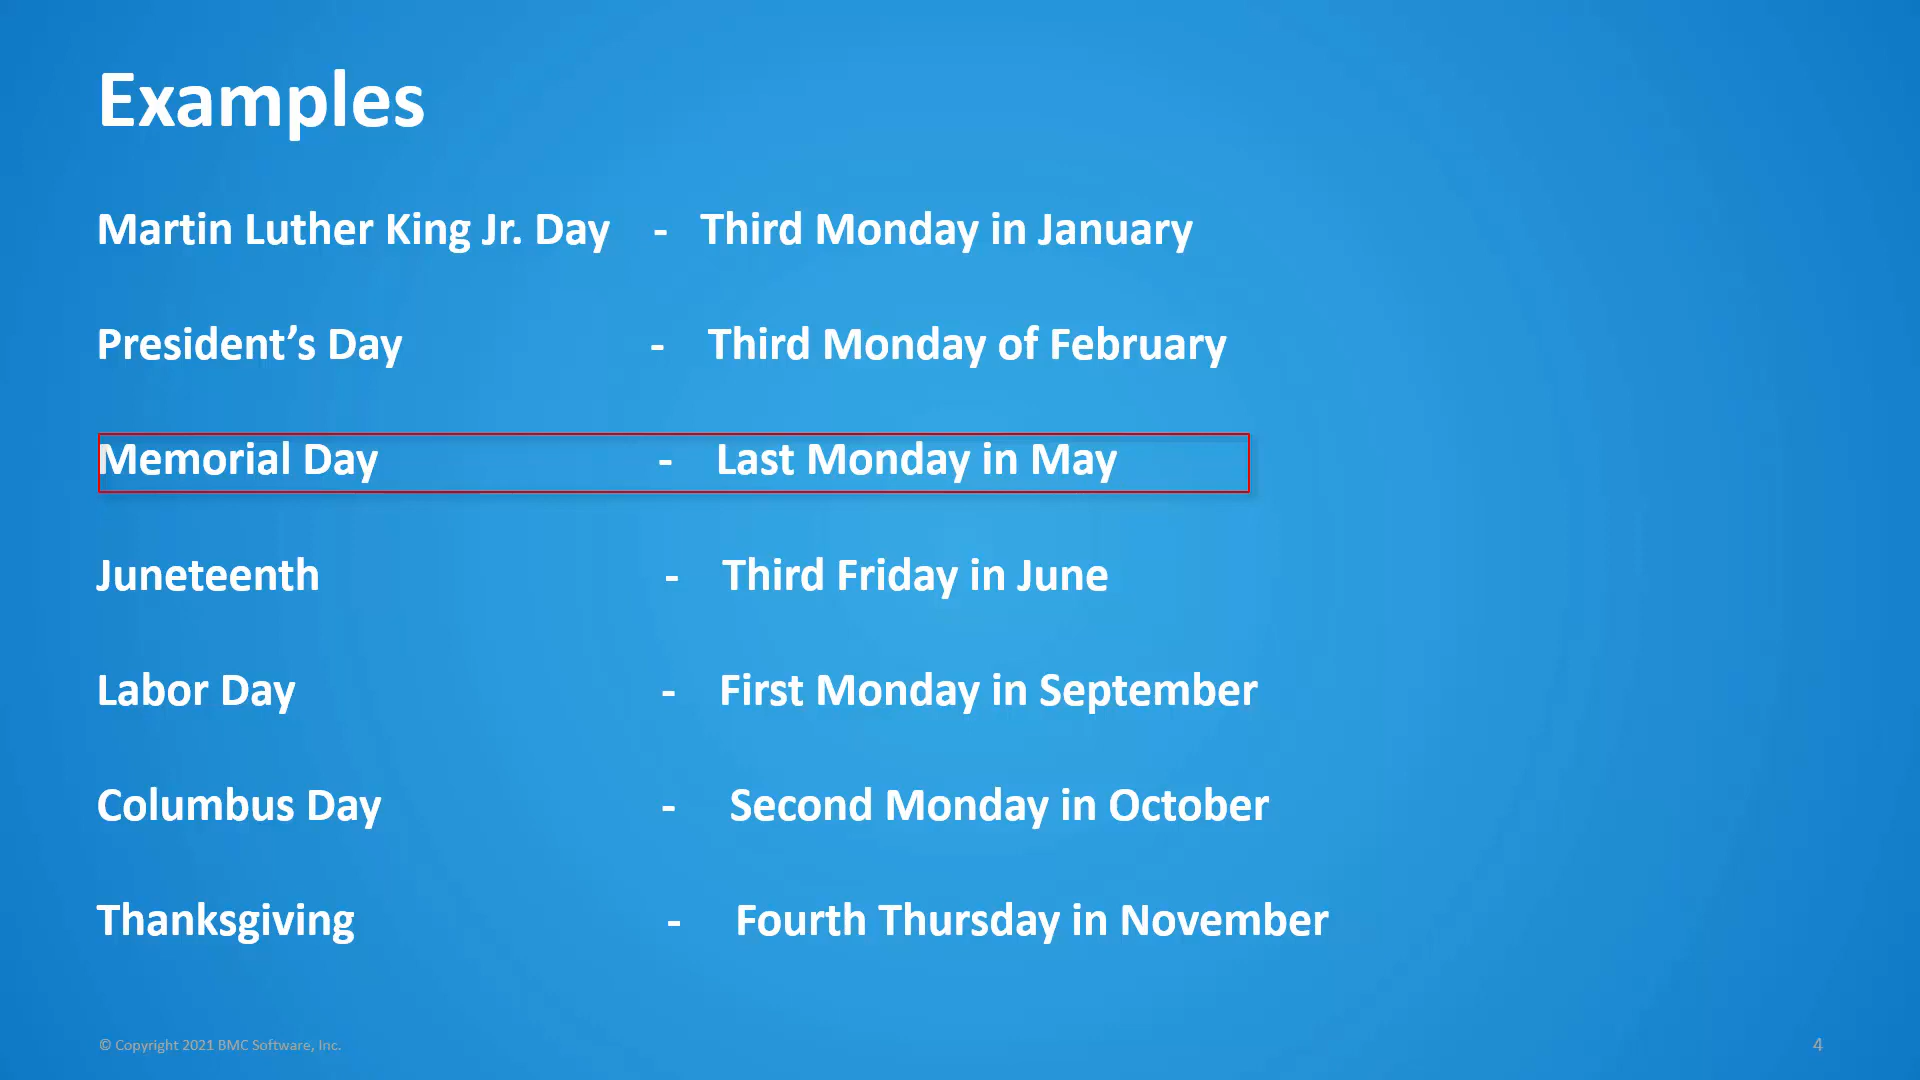 Examples
Martin Luther King Jr. Day - Third Monday in January
President’s Day - Third Monday of February
Memorial Day - Last Monday in May
Juneteenth - Third Friday in June
Labor Day - First Monday in September
Columbus Day - Second Monday in October
Thanksgiving - Fourth Thursday in November
© Copyright 2021 BMC Software, Inc.
4